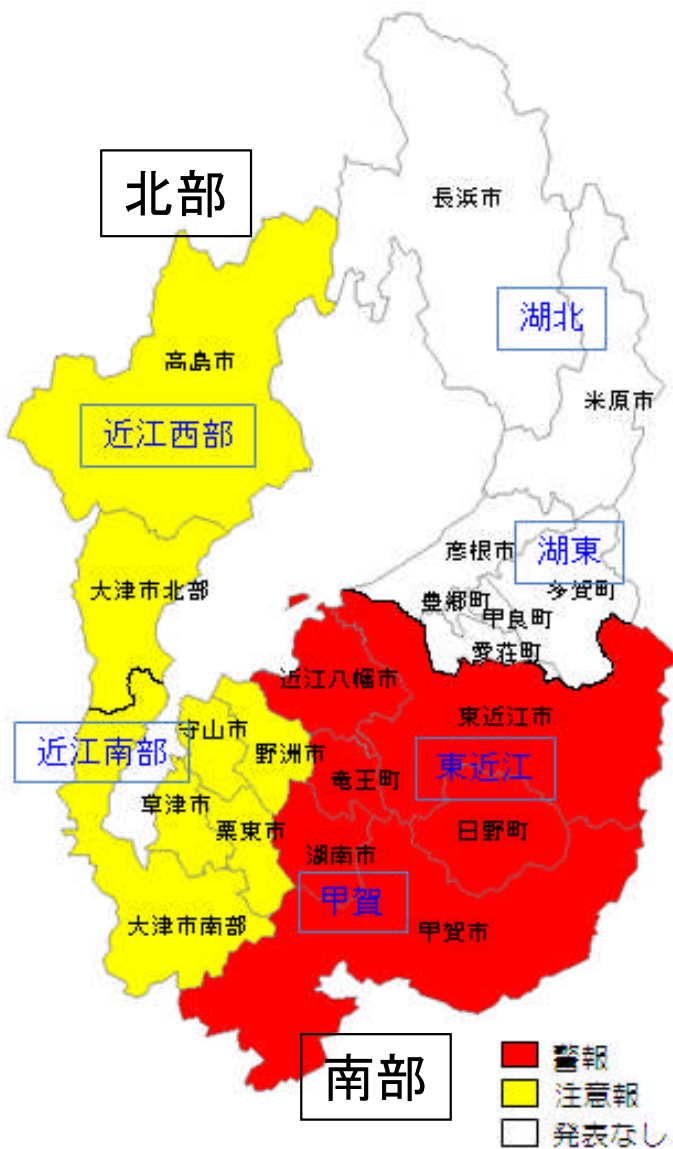 長浜市
北部
湖北
高島市
米原市
近江西部
彦根市
湖東
大津市北部
多賀町
豊郷町
甲良町
愛荘町
近江八幡市
東近江市
守山市
近江南部
野洲市
東近江
竜王町
草津市
栗東市
日野町
湖南市
甲賀
大津市南部
甲賀市
南部
警報
注意報
発表なし